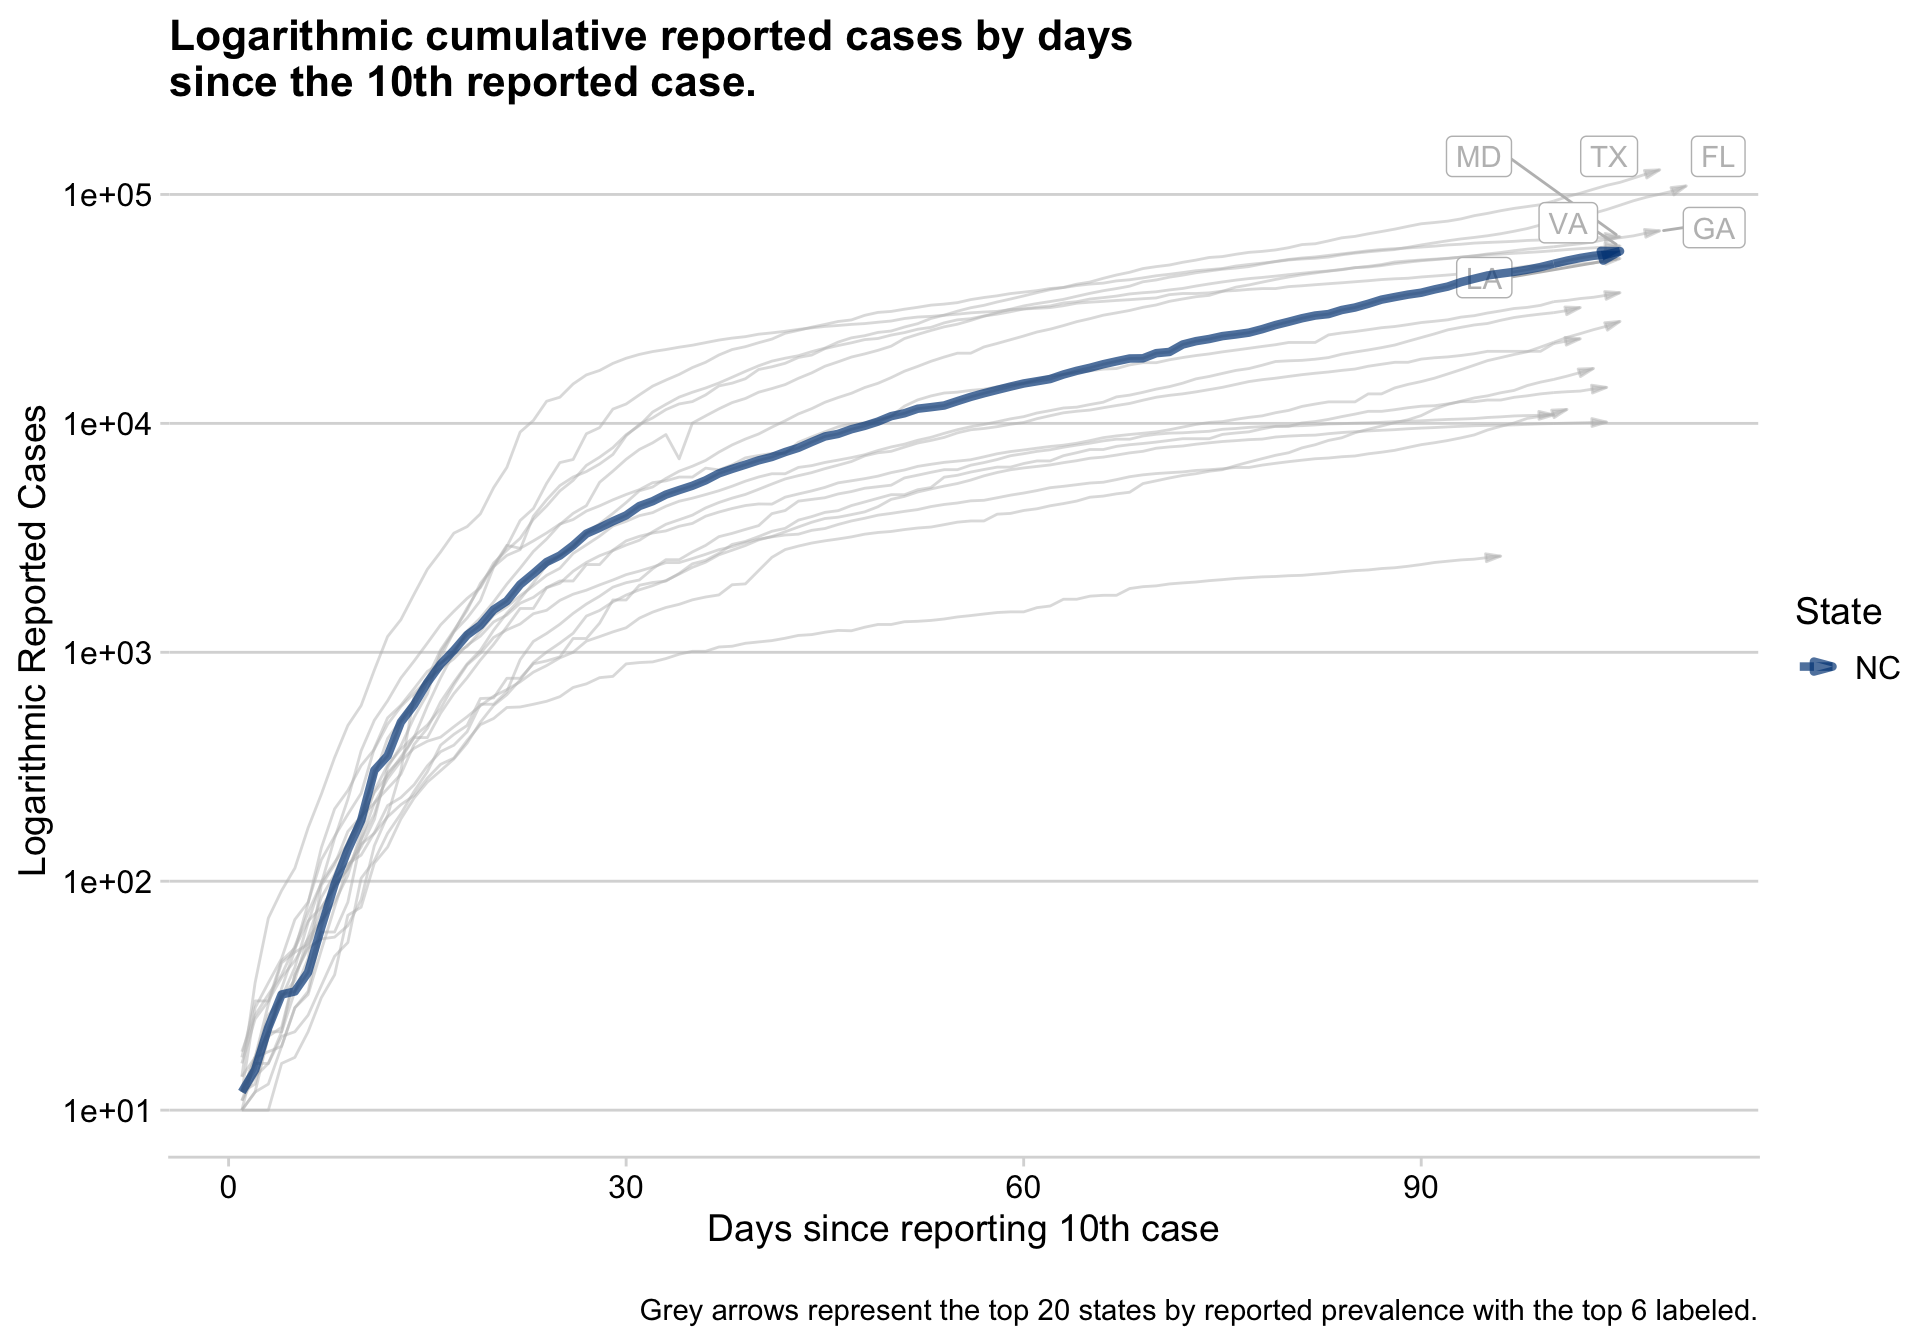 Logarithmic cumulative reported cases by days
since the 10th reported case.
MD
TX
FL
1e+05
VA
GA
LA
1e+04
1e+03
1e+02
1e+01
Logarithmic Reported Cases
State
NC
0
30
60
90
Days since reporting 10th case
Grey arrows represent the top 20 states by reported prevalence with the top 6 labeled.